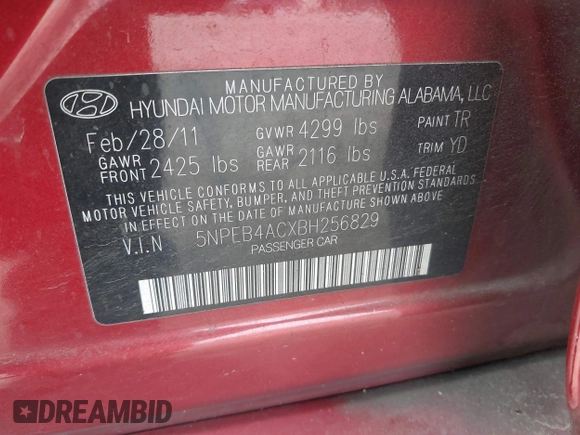 MANUFACTURED BY
HYUNDAI MOTOR MANUFACTURING ALABAMA, LLC
Feb/28/11 GVWR 4299 lbs PAINT TR
GAWR FRONT 2425 lbs GAWR REAR 2116 lbs TRIM YD
THIS VEHICLE CONFORMS TO ALL APPLICABLE U.S.A. FEDERAL
MOTOR VEHICLE SAFETY, BUMPER, AND THEFT PREVENTION STANDARDS
IN EFFECT ON THE DATE OF MANUFACTURE SHOWN ABOVE.
V.I.N 5NPEB4ACXBH256829
PASSENGER CAR
DREAMBID